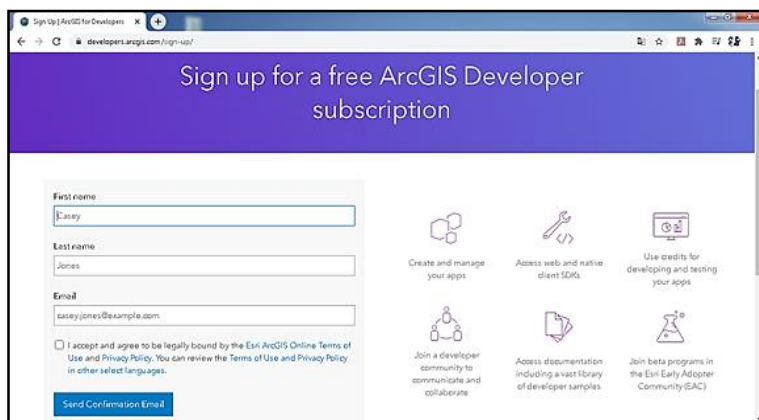 Sign Up | ArcGIS for Developers
developers.arcgis.com/sign-up/
Sign up for a free ArcGIS Developer
subscription
First name
Casey
Last name
Jones
Email
casey.jones@example.com
I accept and agree to be legally bound by the Esri ArcGIS Online Terms of
Use and Privacy Policy. You can review the Terms of Use and Privacy Policy
in other select languages.
Send Confirmation Email
Create and manage
your apps
Access web and native
client SDKs
Use credits for
developing and testing
your apps
Join a developer
community to
communicate and
collaborate
Access documentation
including a vast library
of developer samples
Join beta programs in
the Esri Early Adopter
Community (EAC)